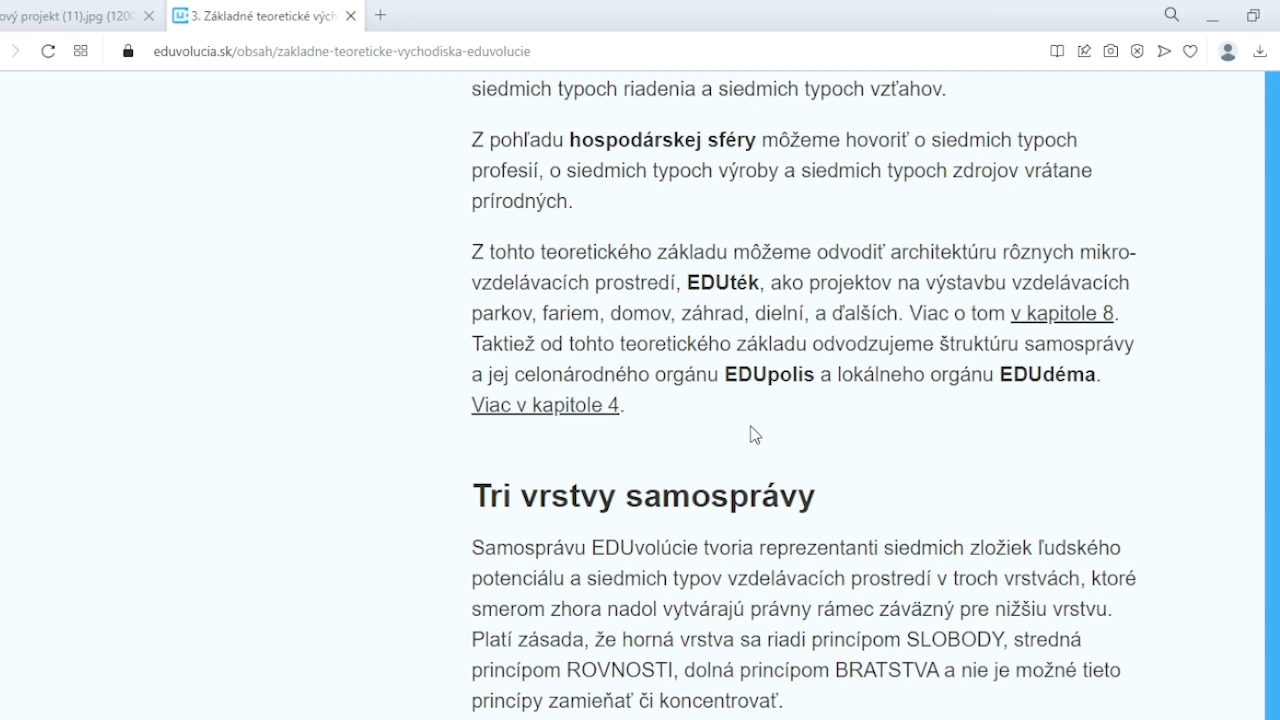 ový projekt (11).jpg (120
3. Základné teoretické vých
eduvolucia.sk/obsah/zakladne-teoreticke-vychodiska-eduvolucie
siedmich typoch riadenia a siedmich typoch vzťahov.
Z pohľadu hospodárskej sféry môžeme hovoriť o siedmich typoch
profesií, o siedmich typoch výroby a siedmich typoch zdrojov vrátane
prírodných.
Z tohto teoretického základu môžeme odvodiť architektúru rôznych mikro-
vzdelávacích prostredí, EDUték, ako projektov na výstavbu vzdelávacích
parkov, fariem, domov, záhrad, dielní, a ďalších. Viac o tom v kapitole 8.
Taktiež od tohto teoretického základu odvodzujeme štruktúru samosprávy
a jej celonárodného orgánu EDUpolis a lokálneho orgánu EDUdéma.
Viac v kapitole 4.
Tri vrstvy samosprávy
Samosprávu EDUvolúcie tvoria reprezentanti siedmich zložiek ľudského
potenciálu a siedmich typov vzdelávacích prostredí v troch vrstvách, ktoré
smerom zhora nadol vytvárajú právny rámec záväzný pre nižšiu vrstvu.
Platí zásada, že horná vrstva sa riadi princípom SLOBODY, stredná
princípom ROVNOSTI, dolná princípom BRATSTVA a nie je možné tieto
princípy zamieňať či koncentrovať.